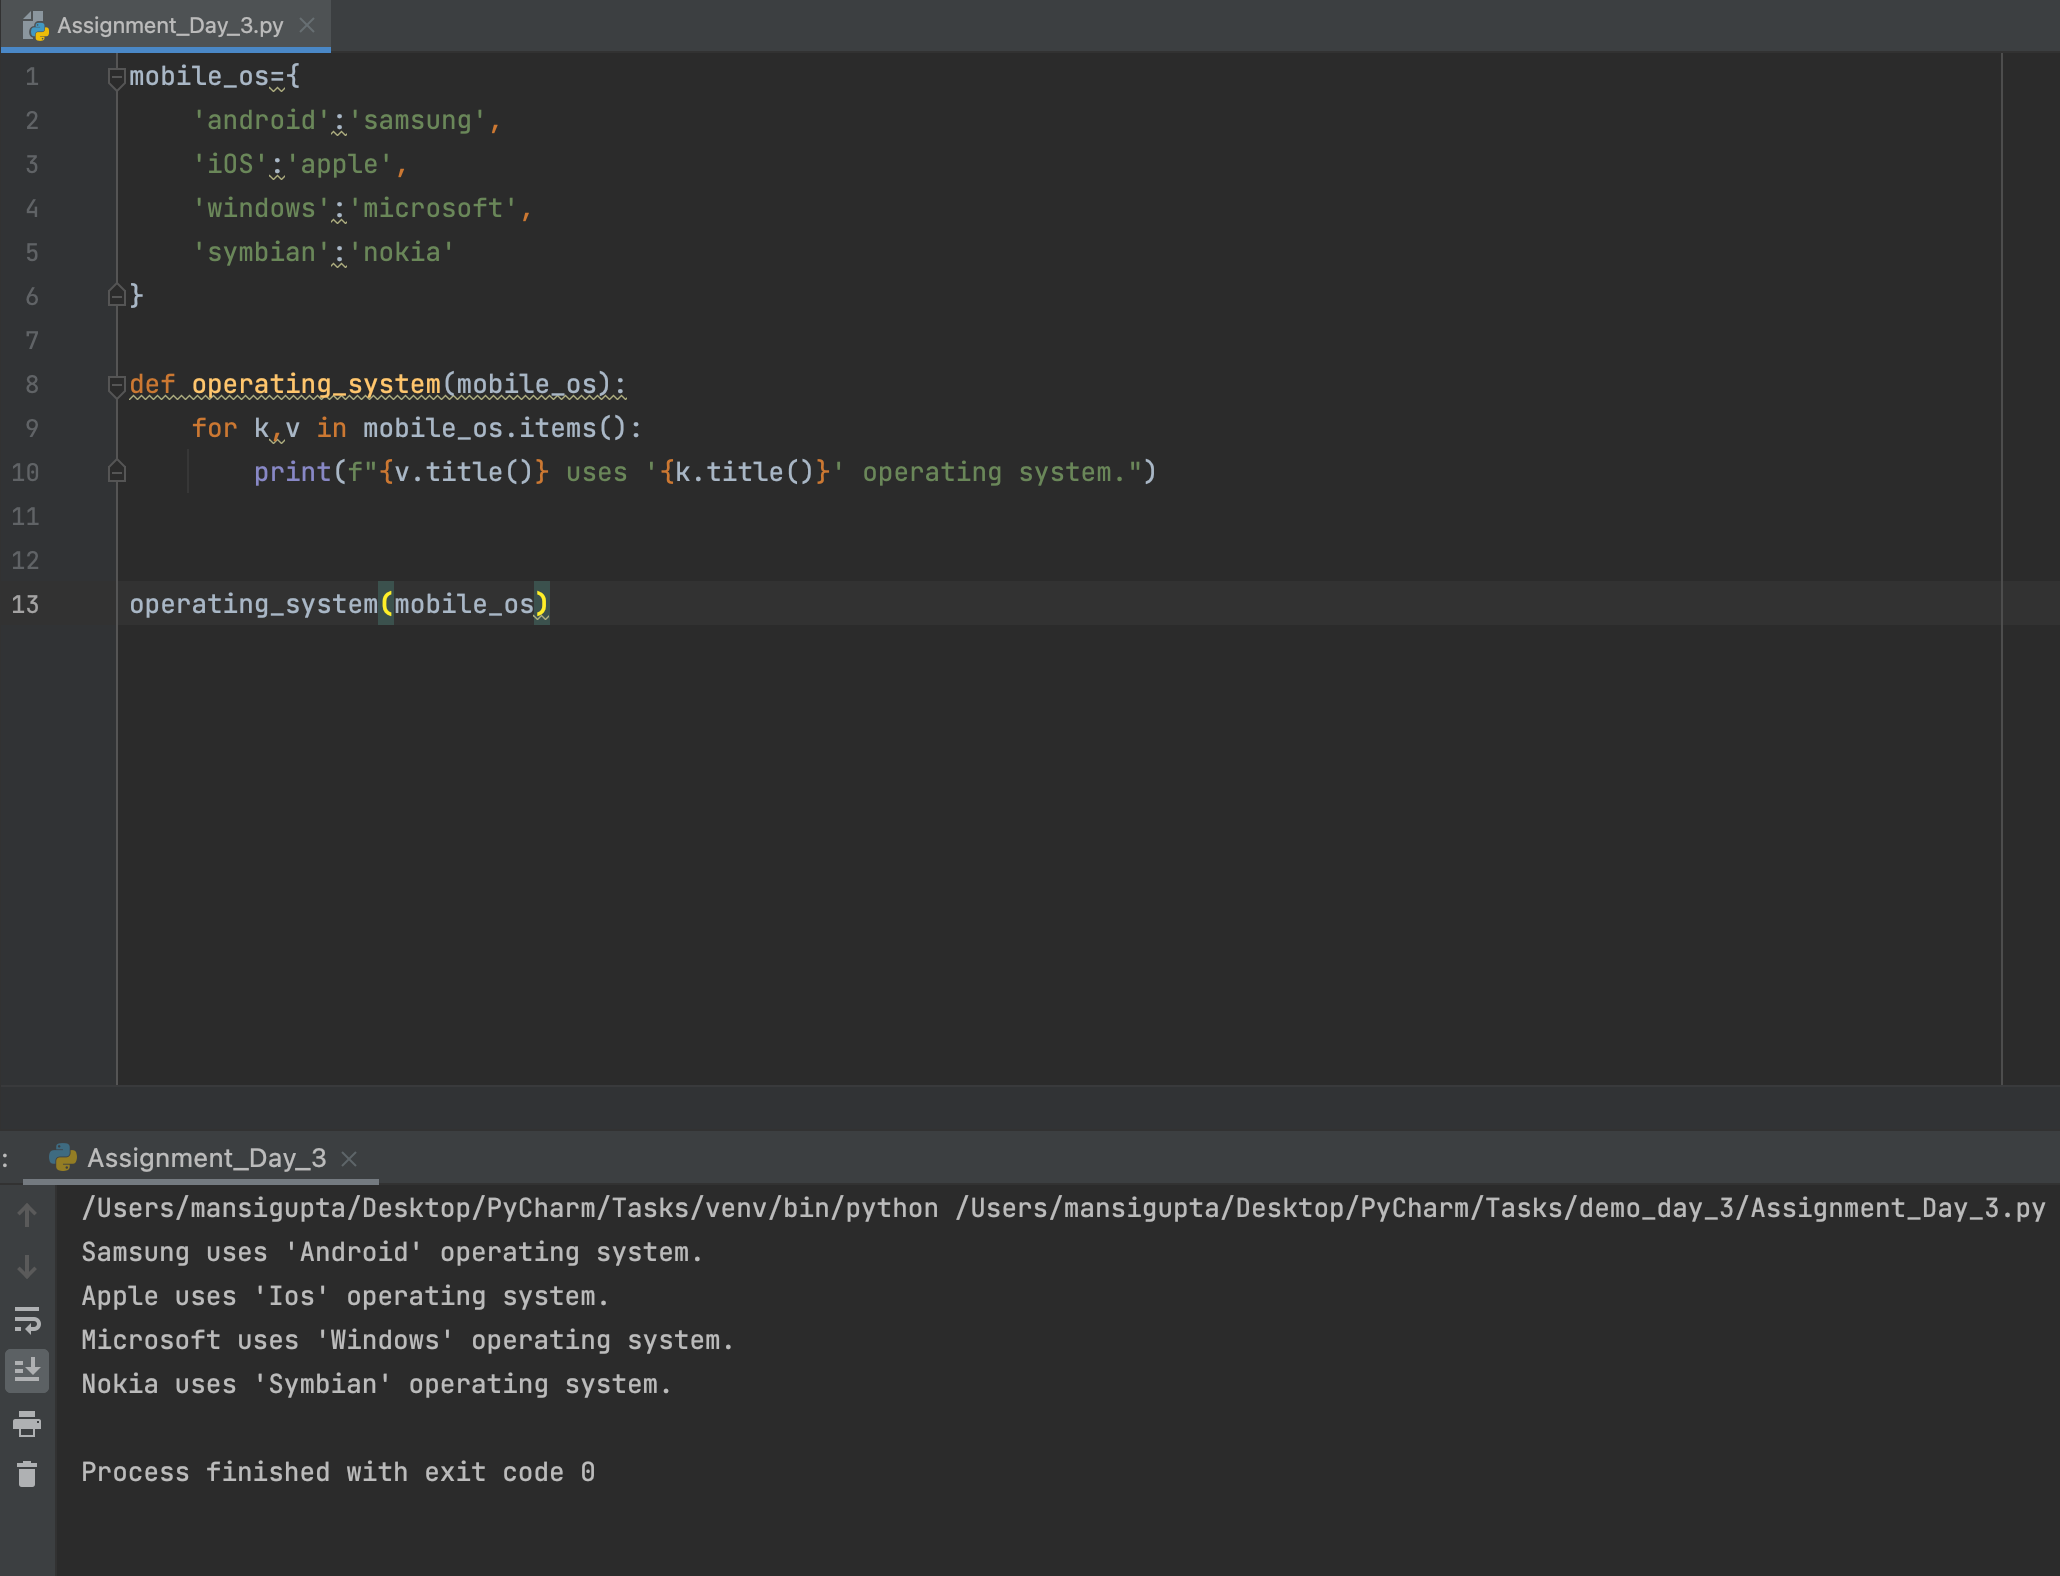 Assignment_Day_3.py
1 mobile_os={
2     'android':'samsung',
3     'iOS':'apple',
4     'windows':'microsoft',
5     'symbian':'nokia'
6 }
7
8 def operating_system(mobile_os):
9     for k,v in mobile_os.items():
10         print(f"{v.title()} uses '{k.title()}' operating system.")
11
12
13 operating_system(mobile_os)
: Assignment_Day_3
/Users/mansigupta/Desktop/PyCharm/Tasks/venv/bin/python /Users/mansigupta/Desktop/PyCharm/Tasks/demo_day_3/Assignment_Day_3.py
Samsung uses 'Android' operating system.
Apple uses 'Ios' operating system.
Microsoft uses 'Windows' operating system.
Nokia uses 'Symbian' operating system.
Process finished with exit code 0